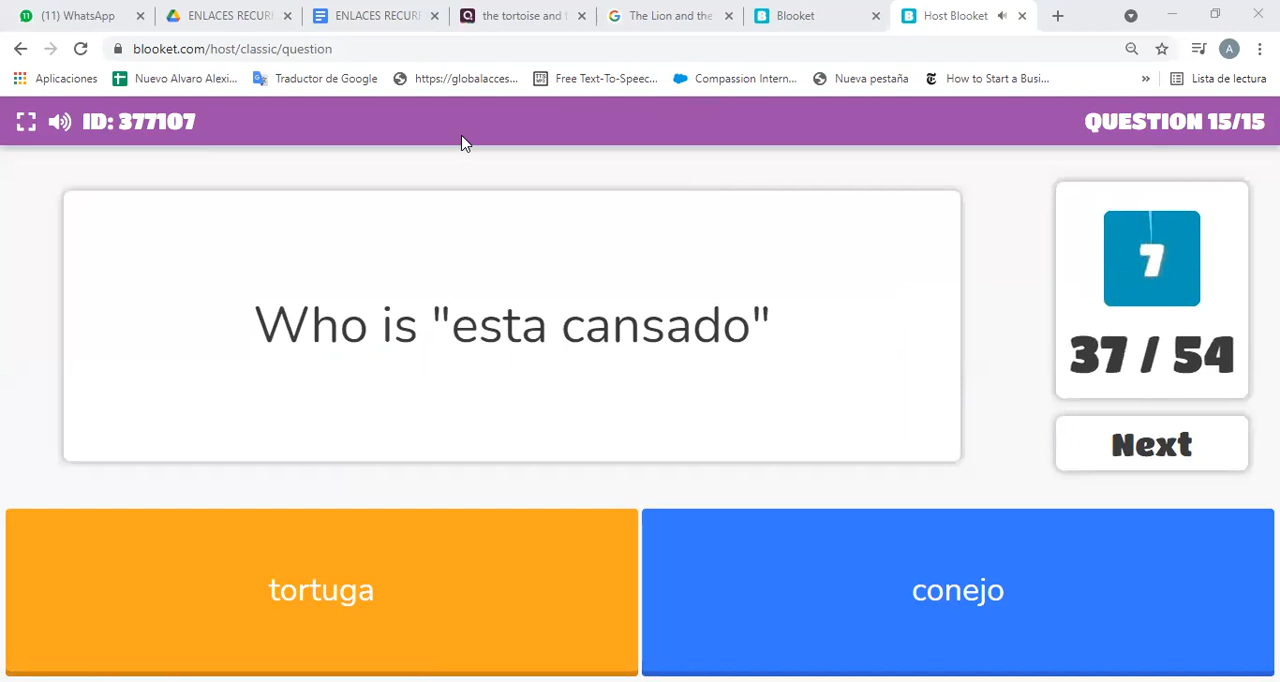 (11) WhatsApp
ENLACES RECUR
ENLACES RECUR
the tortoise and t
The Lion and the
Blooket
Host Blooket
blooket.com/host/classic/question
A
Aplicaciones
Nuevo Alvaro Alexi...
Traductor de Google
https://globalacces...
Free Text-To-Speec...
Compassion Intern...
Nueva pestaña
How to Start a Busi...
»
Lista de lectura
ID: 377107
QUESTION 15/15
Who is "esta cansado"
7
37 / 54
Next
tortuga
conejo